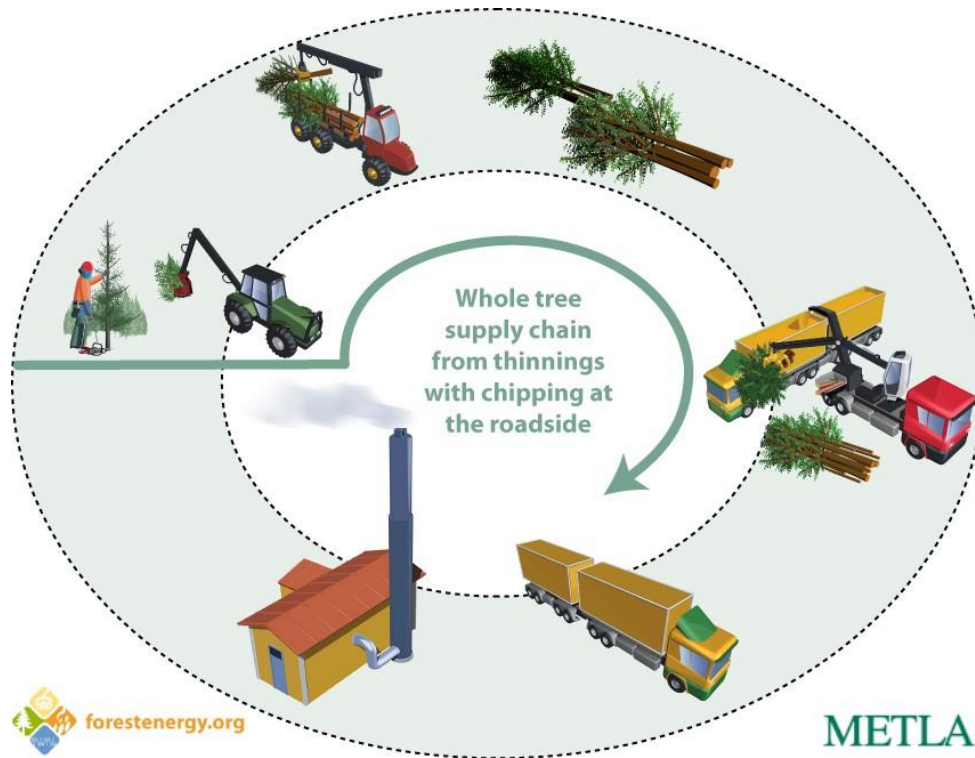 Whole tree
supply chain
from thinnings
with chipping at
the roadside
forestenergy.org
METLA